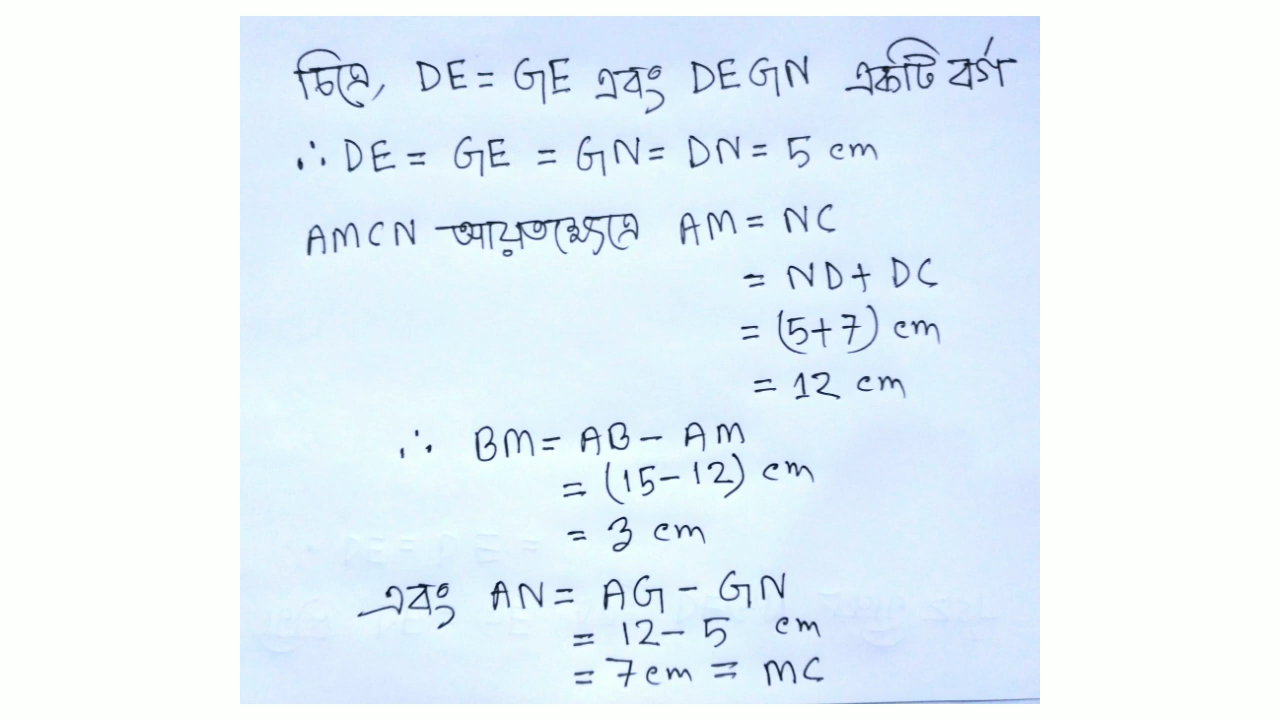 চিত্রে, DE = GE এবং DEGN একটি বর্গ
∴ DE = GE = GN = DN = 5 cm
AMCN আয়তক্ষেত্রে AM = NC
= ND + DC
= (5+7) cm
= 12 cm
∴ BM = AB - AM
= (15-12) cm
= 3 cm
এবং AN = AG - GN
= 12 - 5 cm
= 7 cm = MC